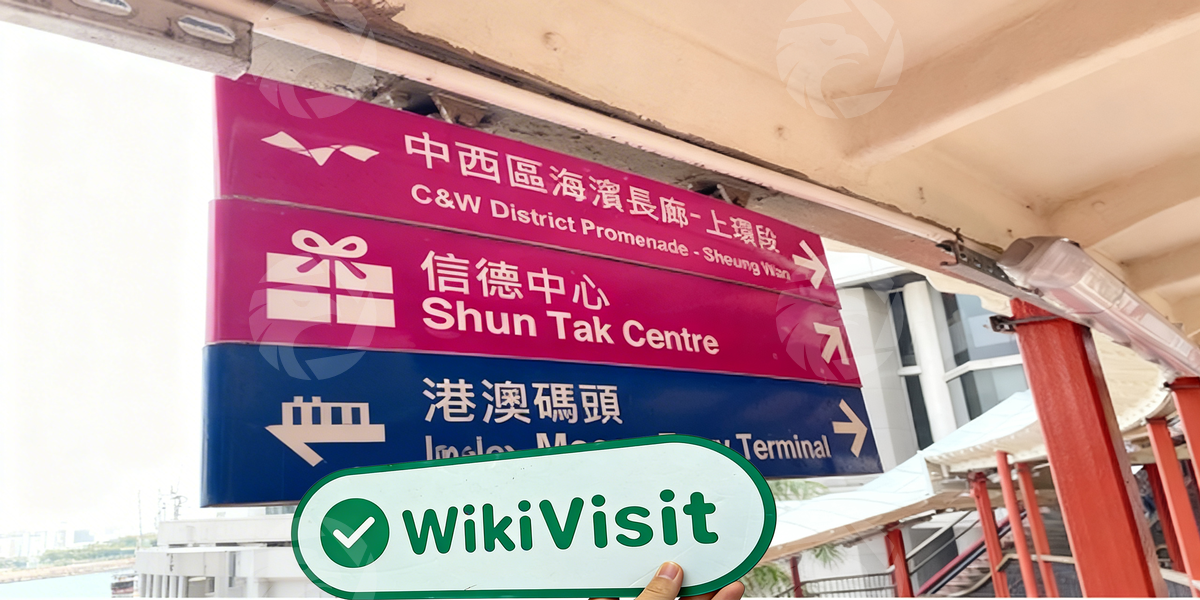 中西區海濱長廊-上環段
C&W District Promenade - Sheung Wan
信德中心
Shun Tak Centre
港澳碼頭
Terminal
WikiVisit